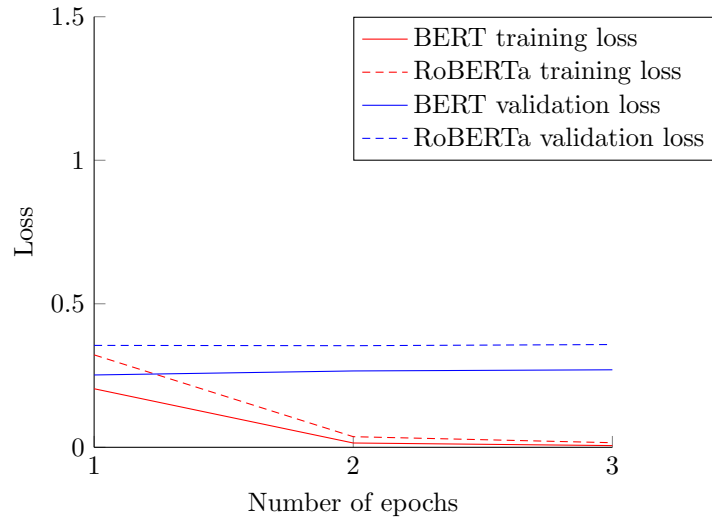 1.5
BERT training loss
RoBERTa training loss
BERT validation loss
RoBERTa validation loss
1
Loss
0.5
0
1 2 3
Number of epochs